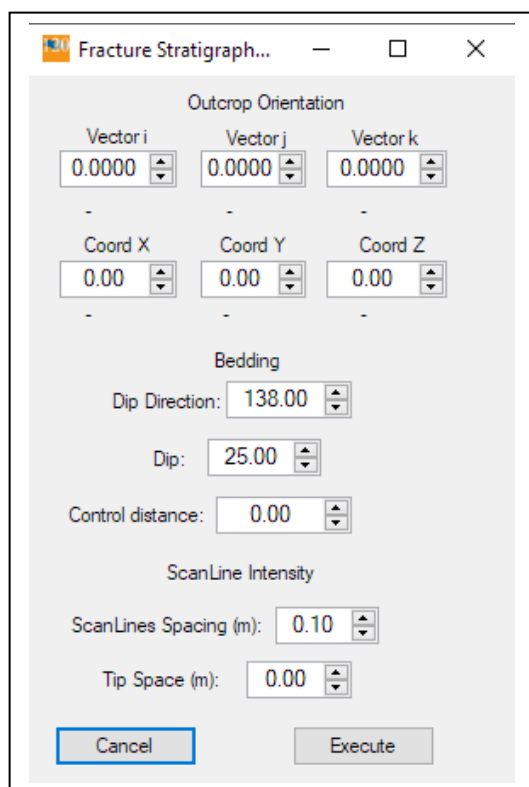 Fracture Stratigraph...
Outcrop Orientation
Vector i Vector j Vector k
0.0000 0.0000 0.0000
- - -
Coord X Coord Y Coord Z
0.00 0.00 0.00
- - -
Bedding
Dip Direction: 138.00
Dip: 25.00
Control distance: 0.00
ScanLine Intensity
ScanLines Spacing (m): 0.10
Tip Space (m): 0.00
Cancel Execute